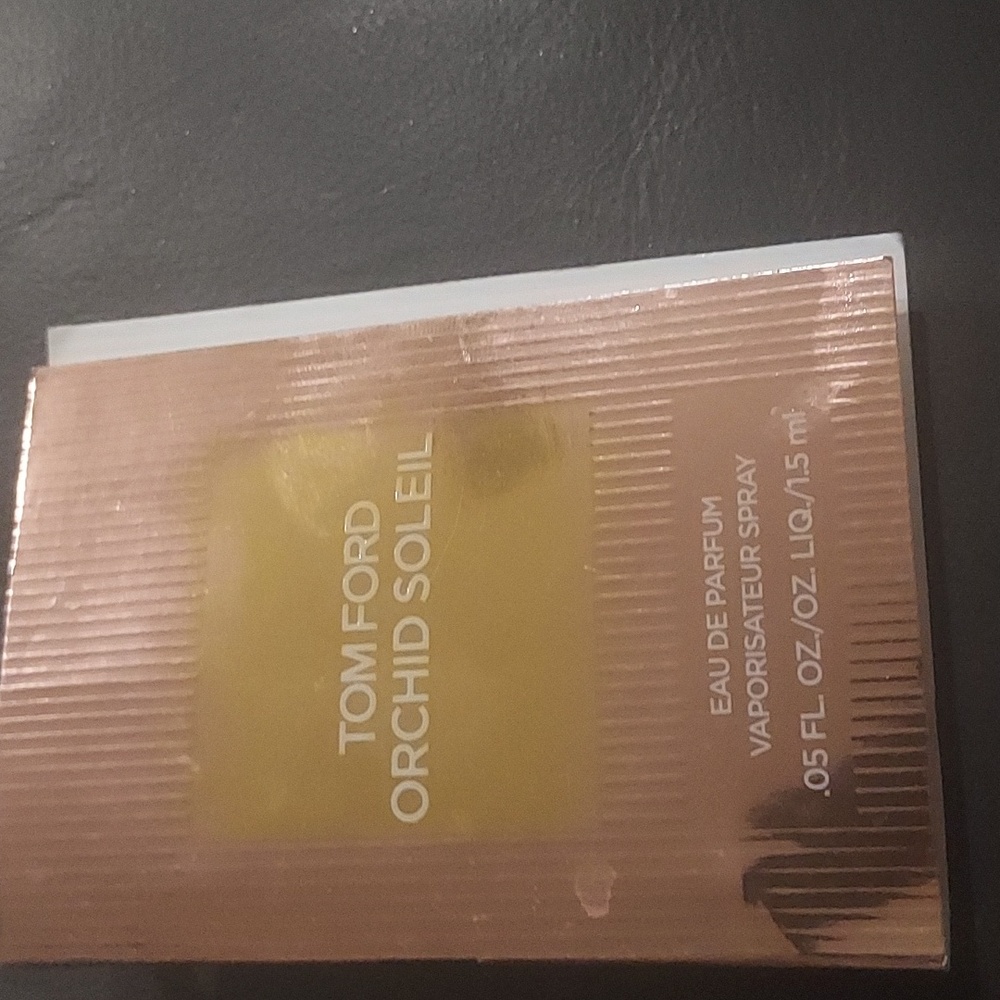 TOM FORD
ORCHID SOLEIL
EAU DE PARFUM
VAPORISATEUR SPRAY
.05 FL. OZ./OZ. LIQ./1.5 ml